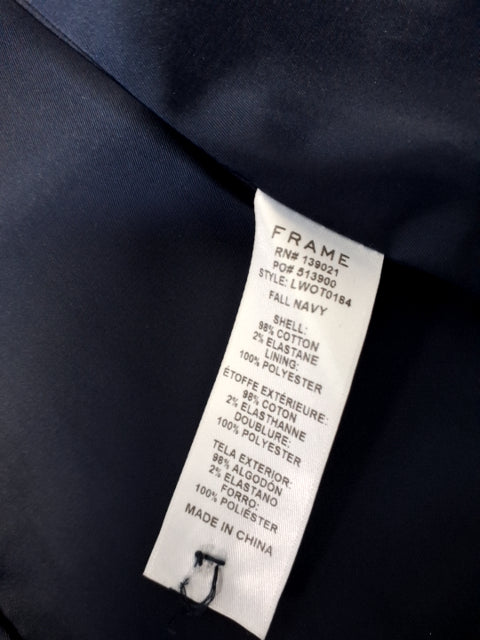 FRAME
RN# 139021
PO# 513900
STYLE: LWOT0184
FALL NAVY
SHELL:
98% COTTON
2% ELASTANE
LINING:
100% POLYESTER
ÉTOFFE EXTÉRIEURE:
98% COTON
2% ELASTHANNE
DOUBLURE:
100% POLYESTER
TELA EXTERIOR:
98% ALGODÓN
2% ELASTANO
FORRO:
100% POLIÉSTER
MADE IN CHINA